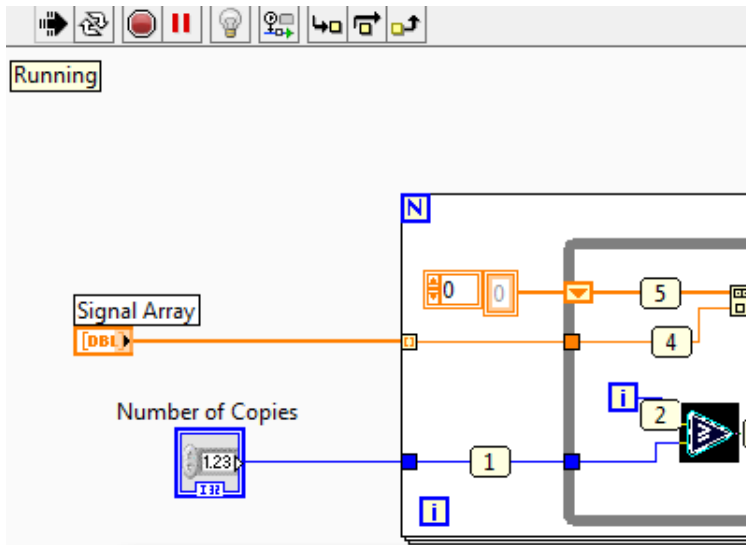 Running
N
0 0 5
Signal Array
[DBL]
4
i
Number of Copies
2
1.23
1
I32
i